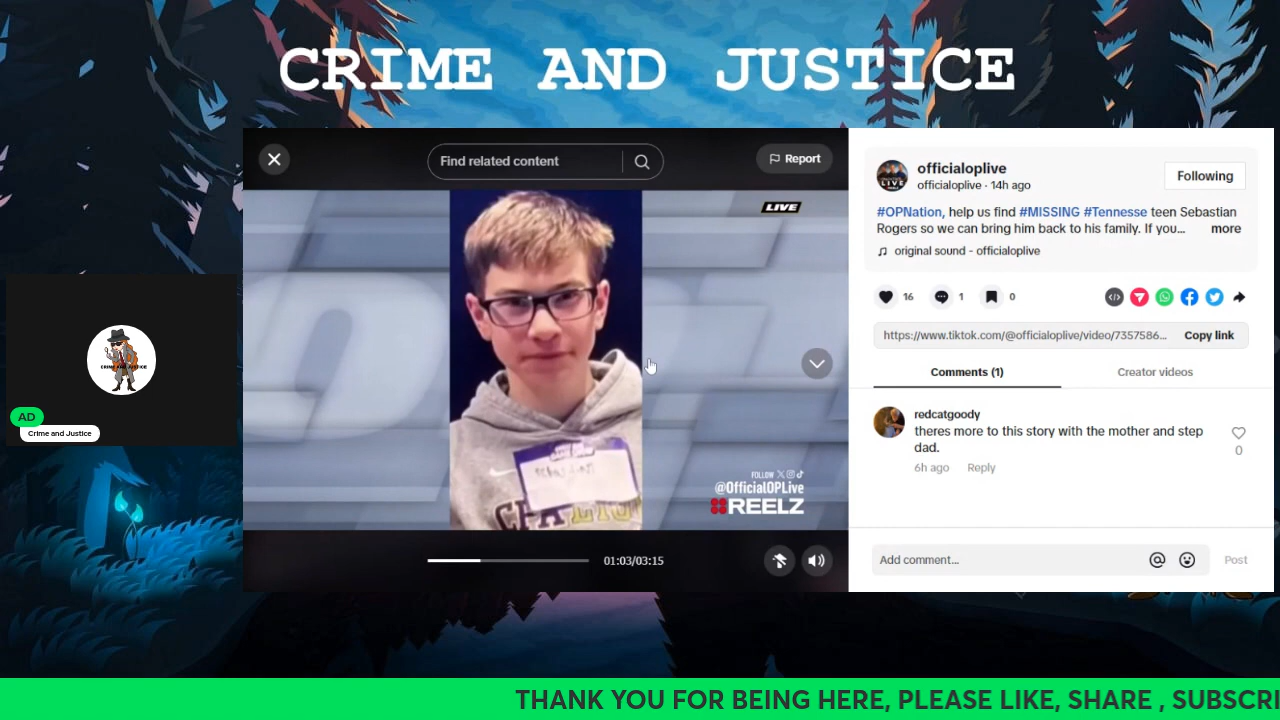 CRIME AND JUSTICE
Find related content
Report
LIVE
FOLLOW
@OfficialOPLive
REELZ
01:03/03:15
officialoplive
officialoplive · 14h ago
Following
#OPNation, help us find #MISSING #Tennesse teen Sebastian
Rogers so we can bring him back to his family. If you... more
original sound - officialoplive
16
1
0
https://www.tiktok.com/@officialoplive/video/7357586...
Copy link
Comments (1)
Creator videos
redcatgoody
theres more to this story with the mother and step
dad.
0
6h ago Reply
Add comment...
Post
CRIME AND JUSTICE
AD
Crime and Justice
THANK YOU FOR BEING HERE, PLEASE LIKE, SHARE , SUBSCRI